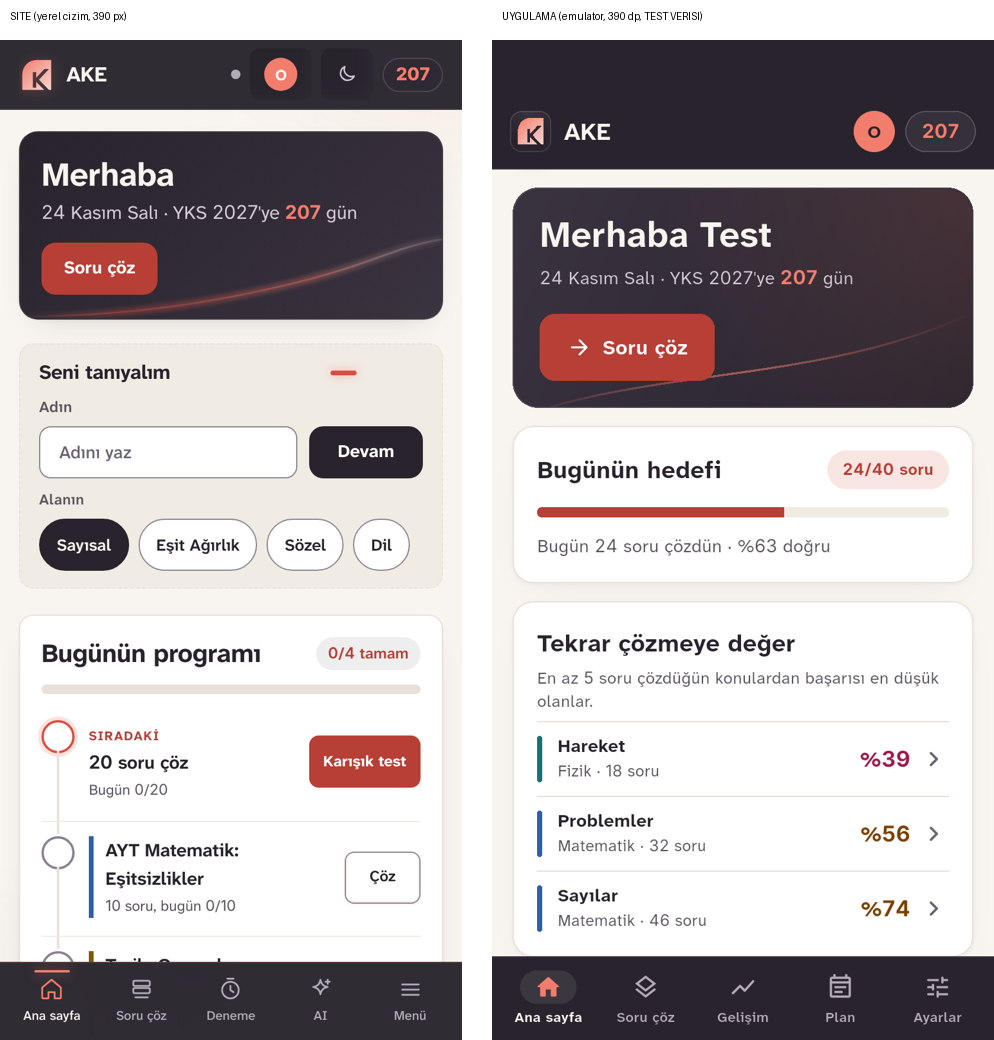 SITE (yerel cizim, 390 px)
AKE
O
207
Merhaba
24 Kasım Salı · YKS 2027'ye 207 gün
Soru çöz
Seni tanıyalım
Adın
Adını yaz
Devam
Alanın
Sayısal
Eşit Ağırlık
Sözel
Dil
Bugünün programı
0/4 tamam
SIRADAKİ
20 soru çöz
Bugün 0/20
Karışık test
AYT Matematik:
Eşitsizlikler
10 soru, bugün 0/10
Çöz
Ana sayfa
Soru çöz
Deneme
AI
Menü
UYGULAMA (emulator, 390 dp, TEST VERISI)
AKE
O
207
Merhaba Test
24 Kasım Salı · YKS 2027'ye 207 gün
Soru çöz
Bugünün hedefi
24/40 soru
Bugün 24 soru çözdün · %63 doğru
Tekrar çözmeye değer
En az 5 soru çözdüğün konulardan başarısı en düşük
olanlar.
Hareket
Fizik · 18 soru
%39
Problemler
Matematik · 32 soru
%56
Sayılar
Matematik · 46 soru
%74
Ana sayfa
Soru çöz
Gelişim
Plan
Ayarlar